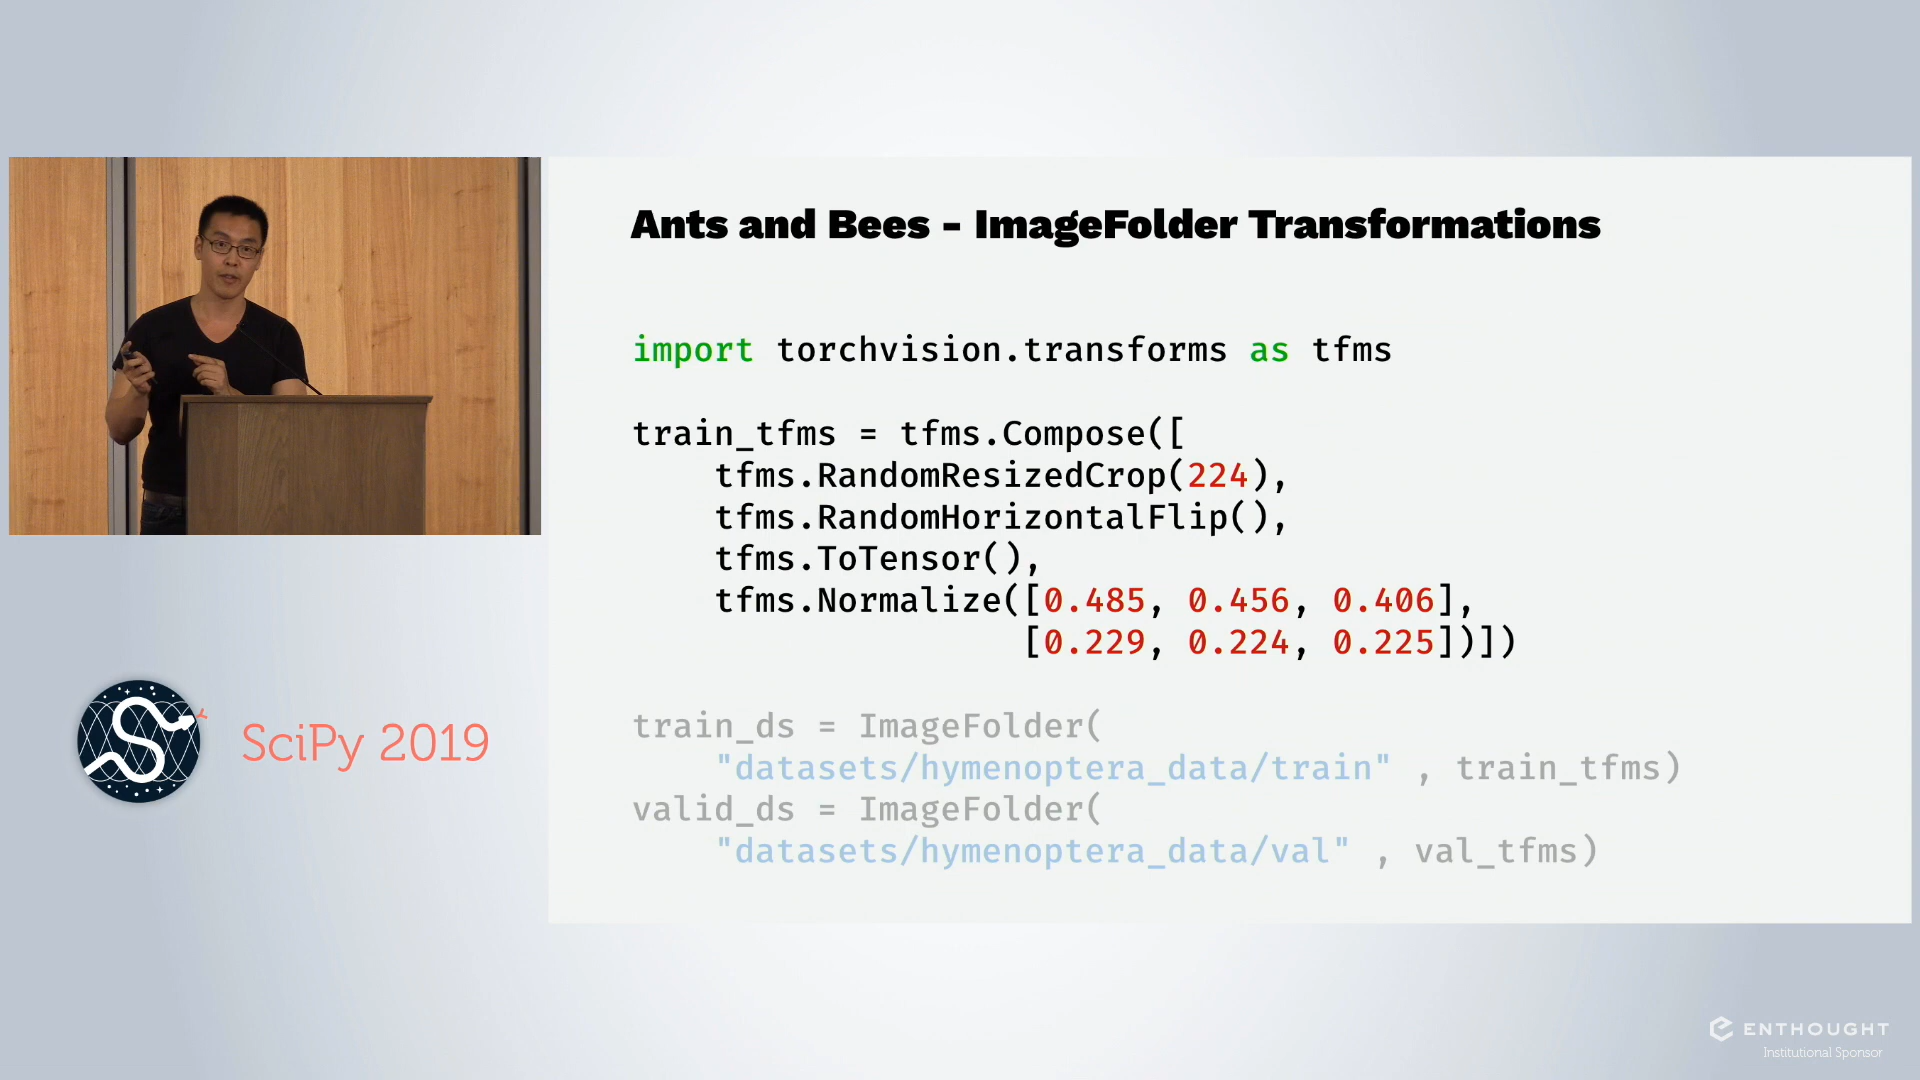 Ants and Bees - ImageFolder Transformations
import torchvision.transforms as tfms
train_tfms = tfms.Compose([
tfms.RandomResizedCrop(224),
tfms.RandomHorizontalFlip(),
tfms.ToTensor(),
tfms.Normalize([0.485, 0.456, 0.406],
[0.229, 0.224, 0.225])])
train_ds = ImageFolder(
"datasets/hymenoptera_data/train" , train_tfms)
valid_ds = ImageFolder(
"datasets/hymenoptera_data/val" , val_tfms)
SciPy 2019
ENTHOUGHT
Institutional Sponsor